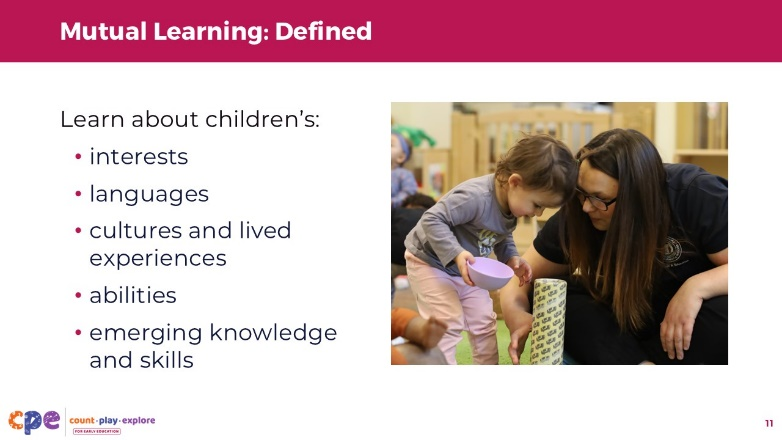 Mutual Learning: Defined
Learn about children's:
• interests
• languages
• cultures and lived
experiences
• abilities
• emerging knowledge
and skills
cpe
count·play·explore
FOR EARLY EDUCATION
11